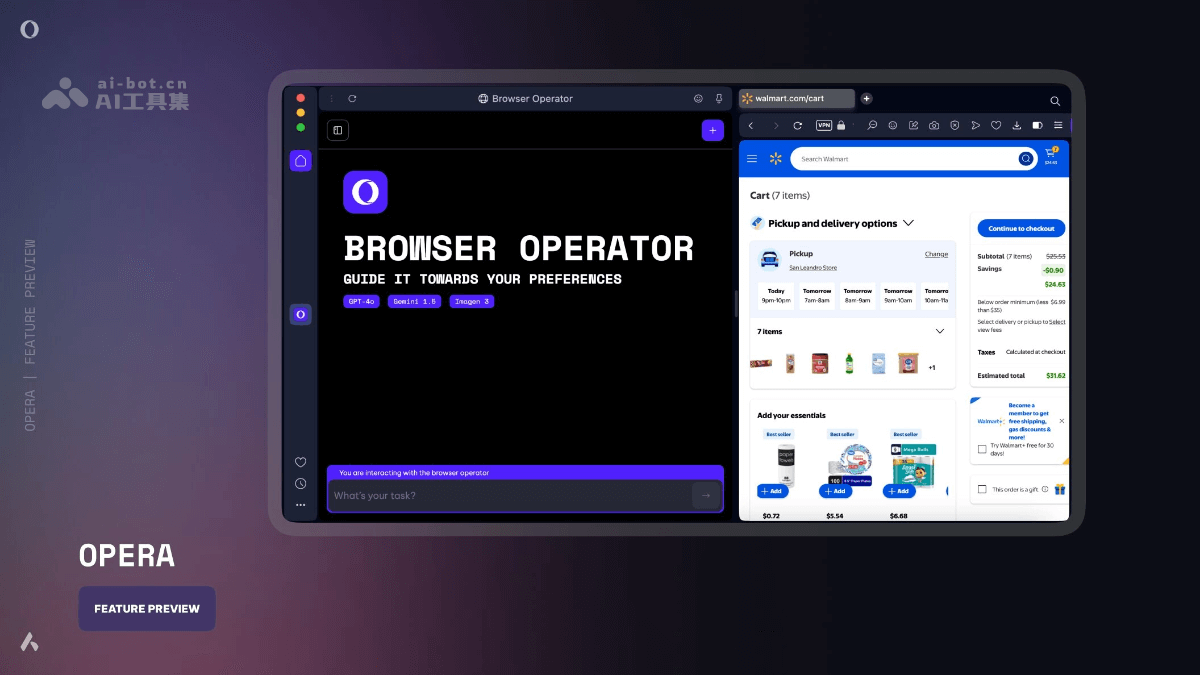 ai-bot.cn
AI工具集
OPERA | FEATURE PREVIEW
Browser Operator
BROWSER OPERATOR
GUIDE IT TOWARDS YOUR PREFERENCES
GPT-4o
Gemini 1.5
Imagen 3
You are interacting with the browser operator
What's your task?
walmart.com/cart
VPN
Search Walmart
Cart (7 items)
Pickup and delivery options
Pickup
Change
San Leandro Store
Today
9pm-10pm
Tomorrow
7am-8am
Tomorrow
8am-9am
Tomorrow
9am-10am
Tomorro
10am-11a
7 items
+1
Add your essentials
Best seller
Best seller
Best seller
Mega Rolls
100
+ Add
+ Add
+ Add
$0.72
$5.54
$6.68
Continue to checkout
Subtotal (7 items) $25.53
Savings -$0.90
$24.63
Below order minimum (less $6.99
than $35)
Select delivery or pickup to Select
view fees
Taxes Calculated at checkout
Estimated total $31.62
Walmart+
Become a
member to get
free shipping,
gas discounts &
more!
Try Walmart+ free for 30
days!
This order is a gift
OPERA
FEATURE PREVIEW